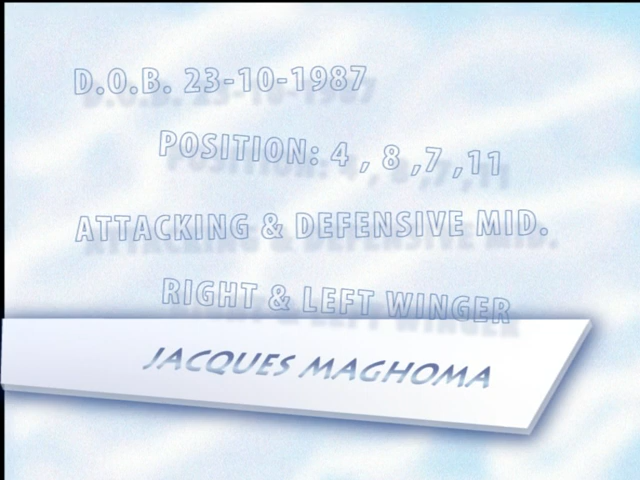 D.O.B. 23-10-1987
POSITION: 4 , 8 ,7 ,11
ATTACKING & DEFENSIVE MID.
RIGHT & LEFT WINGER
JACQUES MAGHOMA